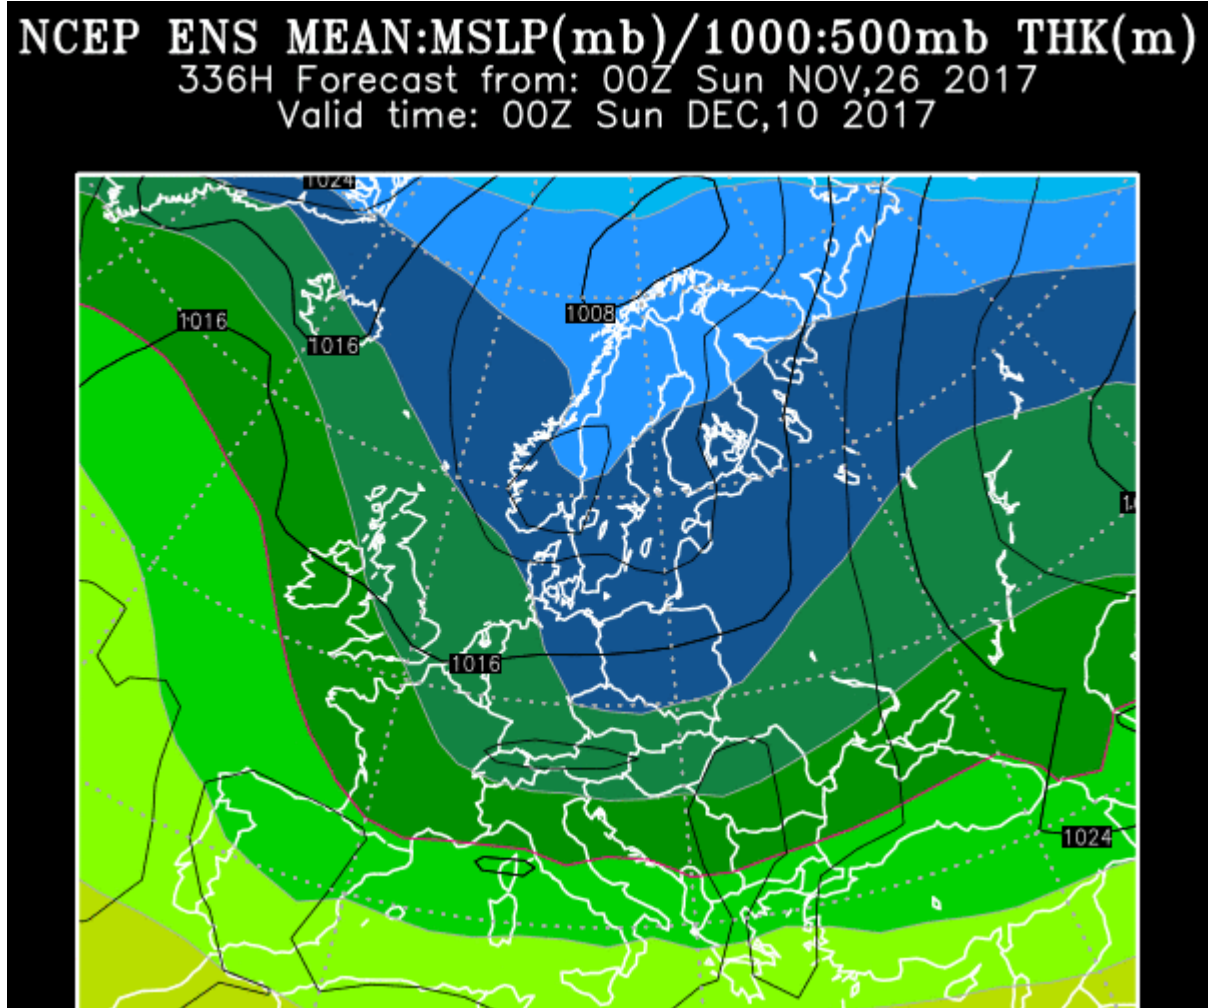 NCEP ENS MEAN:MSLP(mb)/1000:500mb THK(m)
336H Forecast from: 00Z Sun NOV,26 2017
Valid time: 00Z Sun DEC,10 2017
1024
1008
1016
1016
1016
1024